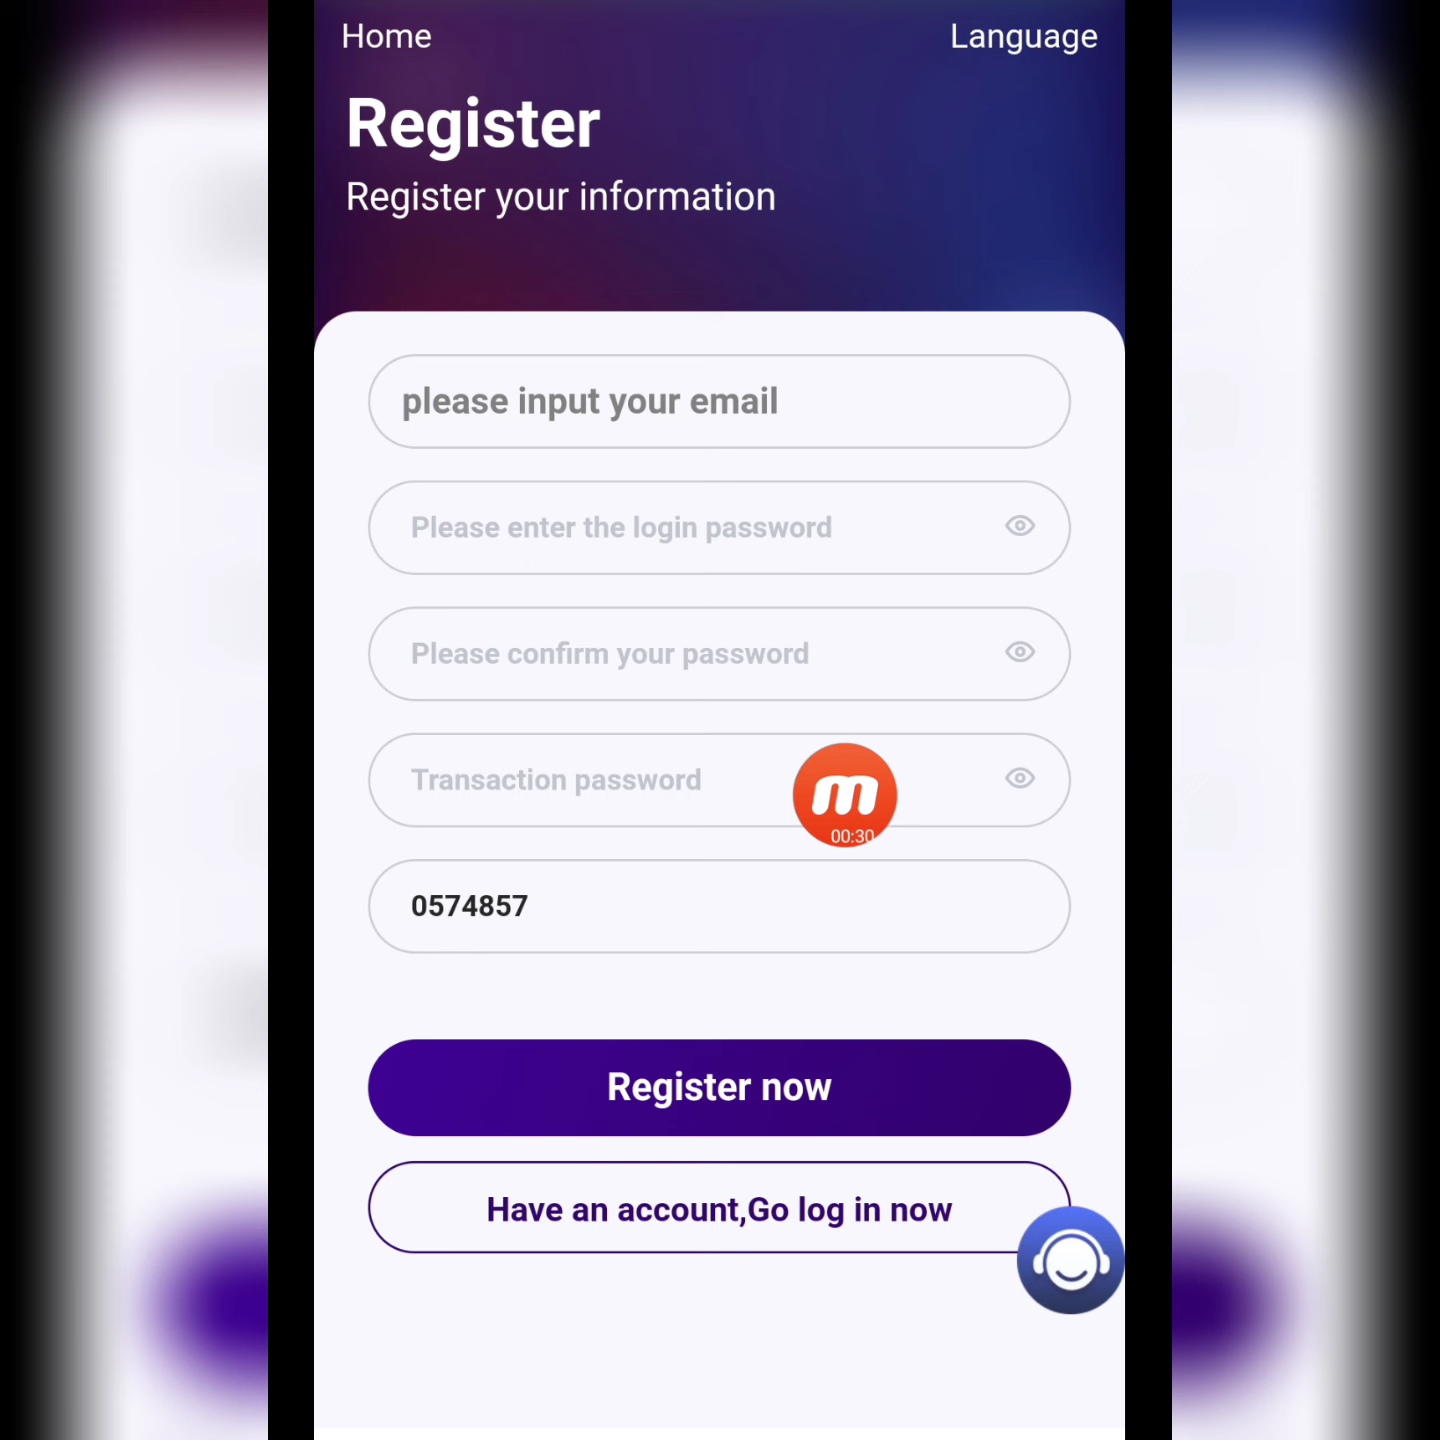 Home
Language
Register
Register your information
please input your email
Please enter the login password
Please confirm your password
Transaction password
m
00:30
0574857
Register now
Have an account,Go log in now